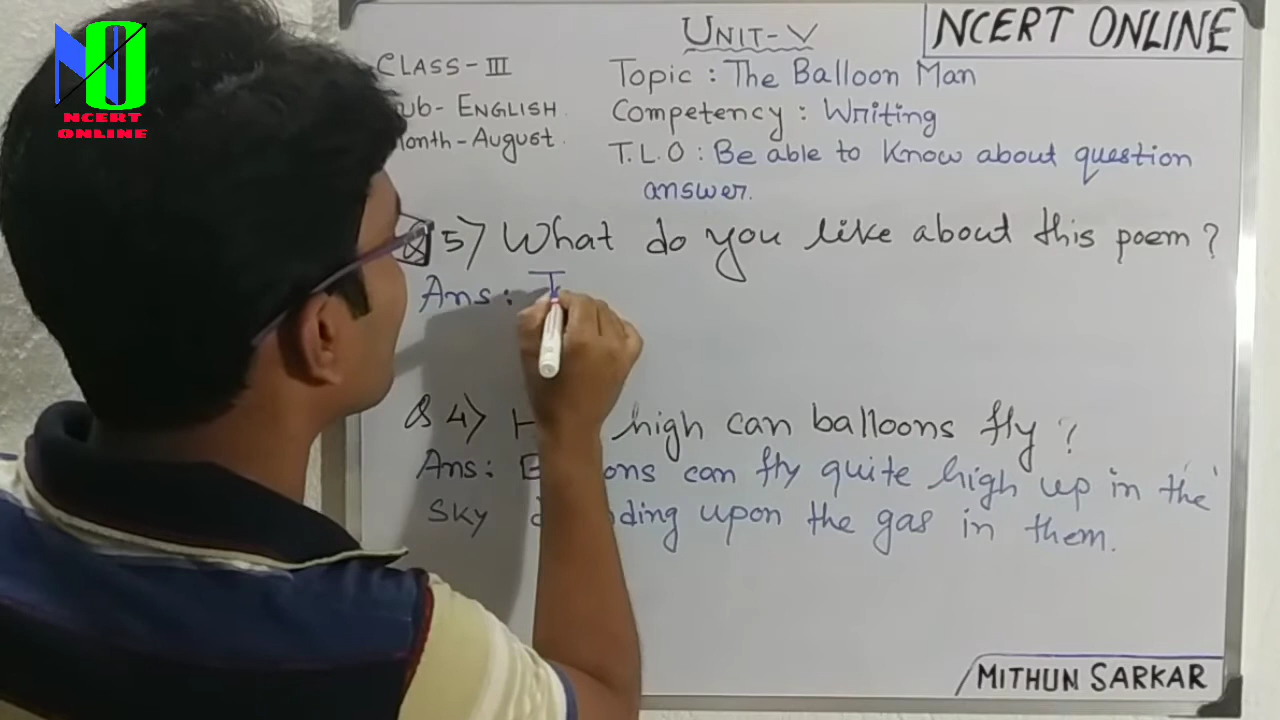 NCERT
ONLINE
UNIT-V
NCERT ONLINE
CLASS-III
Sub- ENGLISH
Month-August
Topic : The Balloon Man
Competency : Writing
T.L.O : Be able to know about question
answer.
Q 5) What do you like about this poem ?
Ans :
Q 4) high can balloons fly ?
Ans: can fly quite high up in the
Sky upon the gas in them.
MITHUN SARKAR